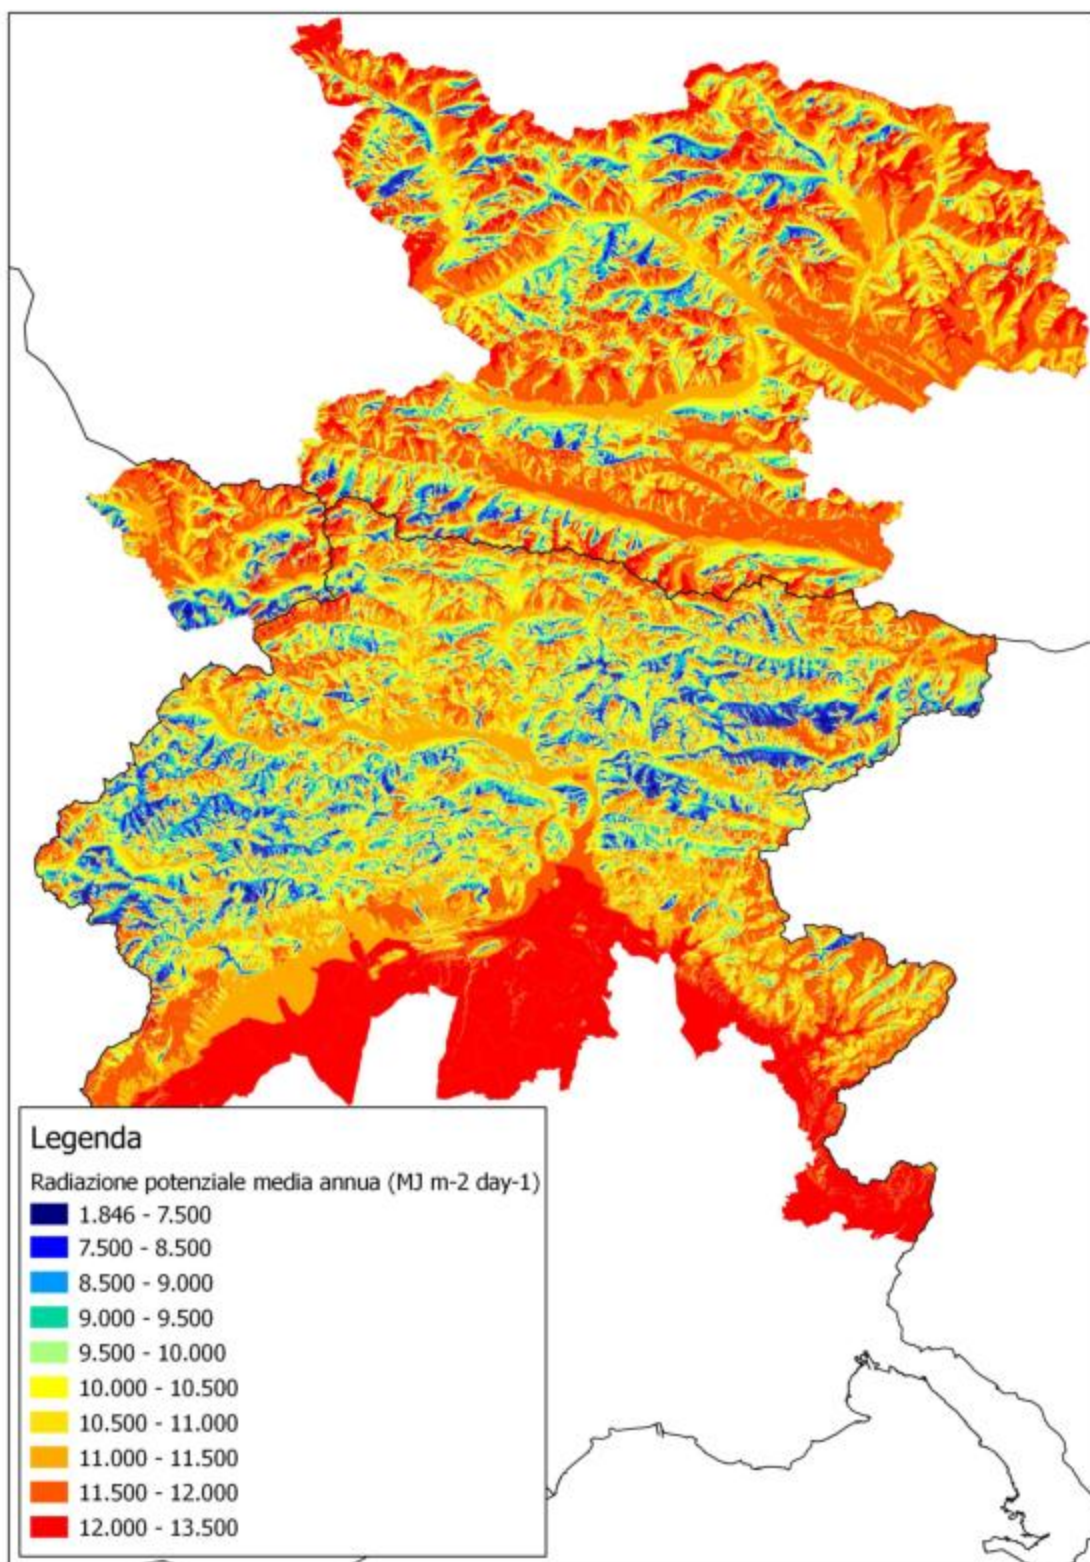 Legenda
Radiazione potenziale media annua (MJ m-2 day-1)
1.846 - 7.500
7.500 - 8.500
8.500 - 9.000
9.000 - 9.500
9.500 - 10.000
10.000 - 10.500
10.500 - 11.000
11.000 - 11.500
11.500 - 12.000
12.000 - 13.500